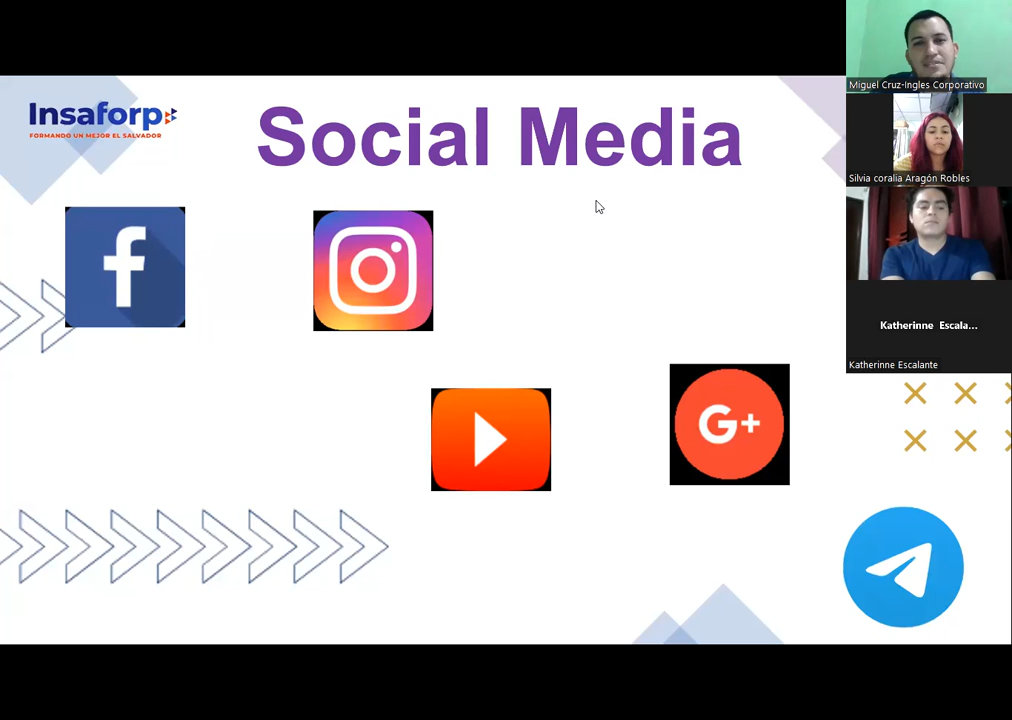 Insaforp
FORMANDO UN MEJOR EL SALVADOR
Social Media
f
G+
Miguel Cruz-Ingles Corporativo
Silvia coralia Aragón Robles
Katherinne Escala...
Katherinne Escalante